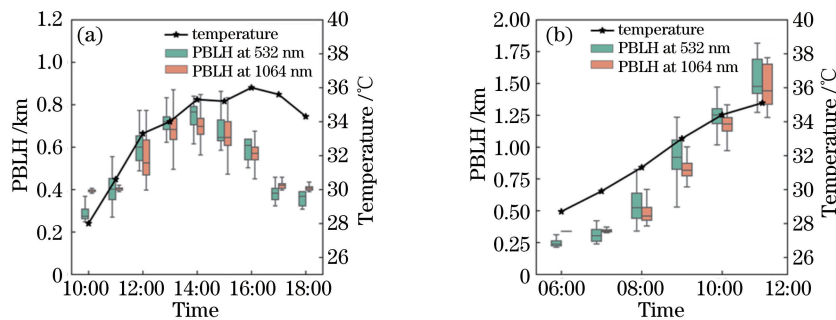 (a)
temperature
PBLH at 532 nm
PBLH at 1064 nm
PBLH /km
1.2
1.0
0.8
0.6
0.4
0.2
0
40
38
36
34
32
30
28
26
Temperature /℃
10:00 12:00 14:00 16:00 18:00
Time
(b)
temperature
PBLH at 532 nm
PBLH at 1064 nm
PBLH /km
2.00
1.75
1.50
1.25
1.00
0.75
0.50
0.25
0
40
38
36
34
32
30
28
26
Temperature /℃
06:00 08:00 10:00 12:00
Time